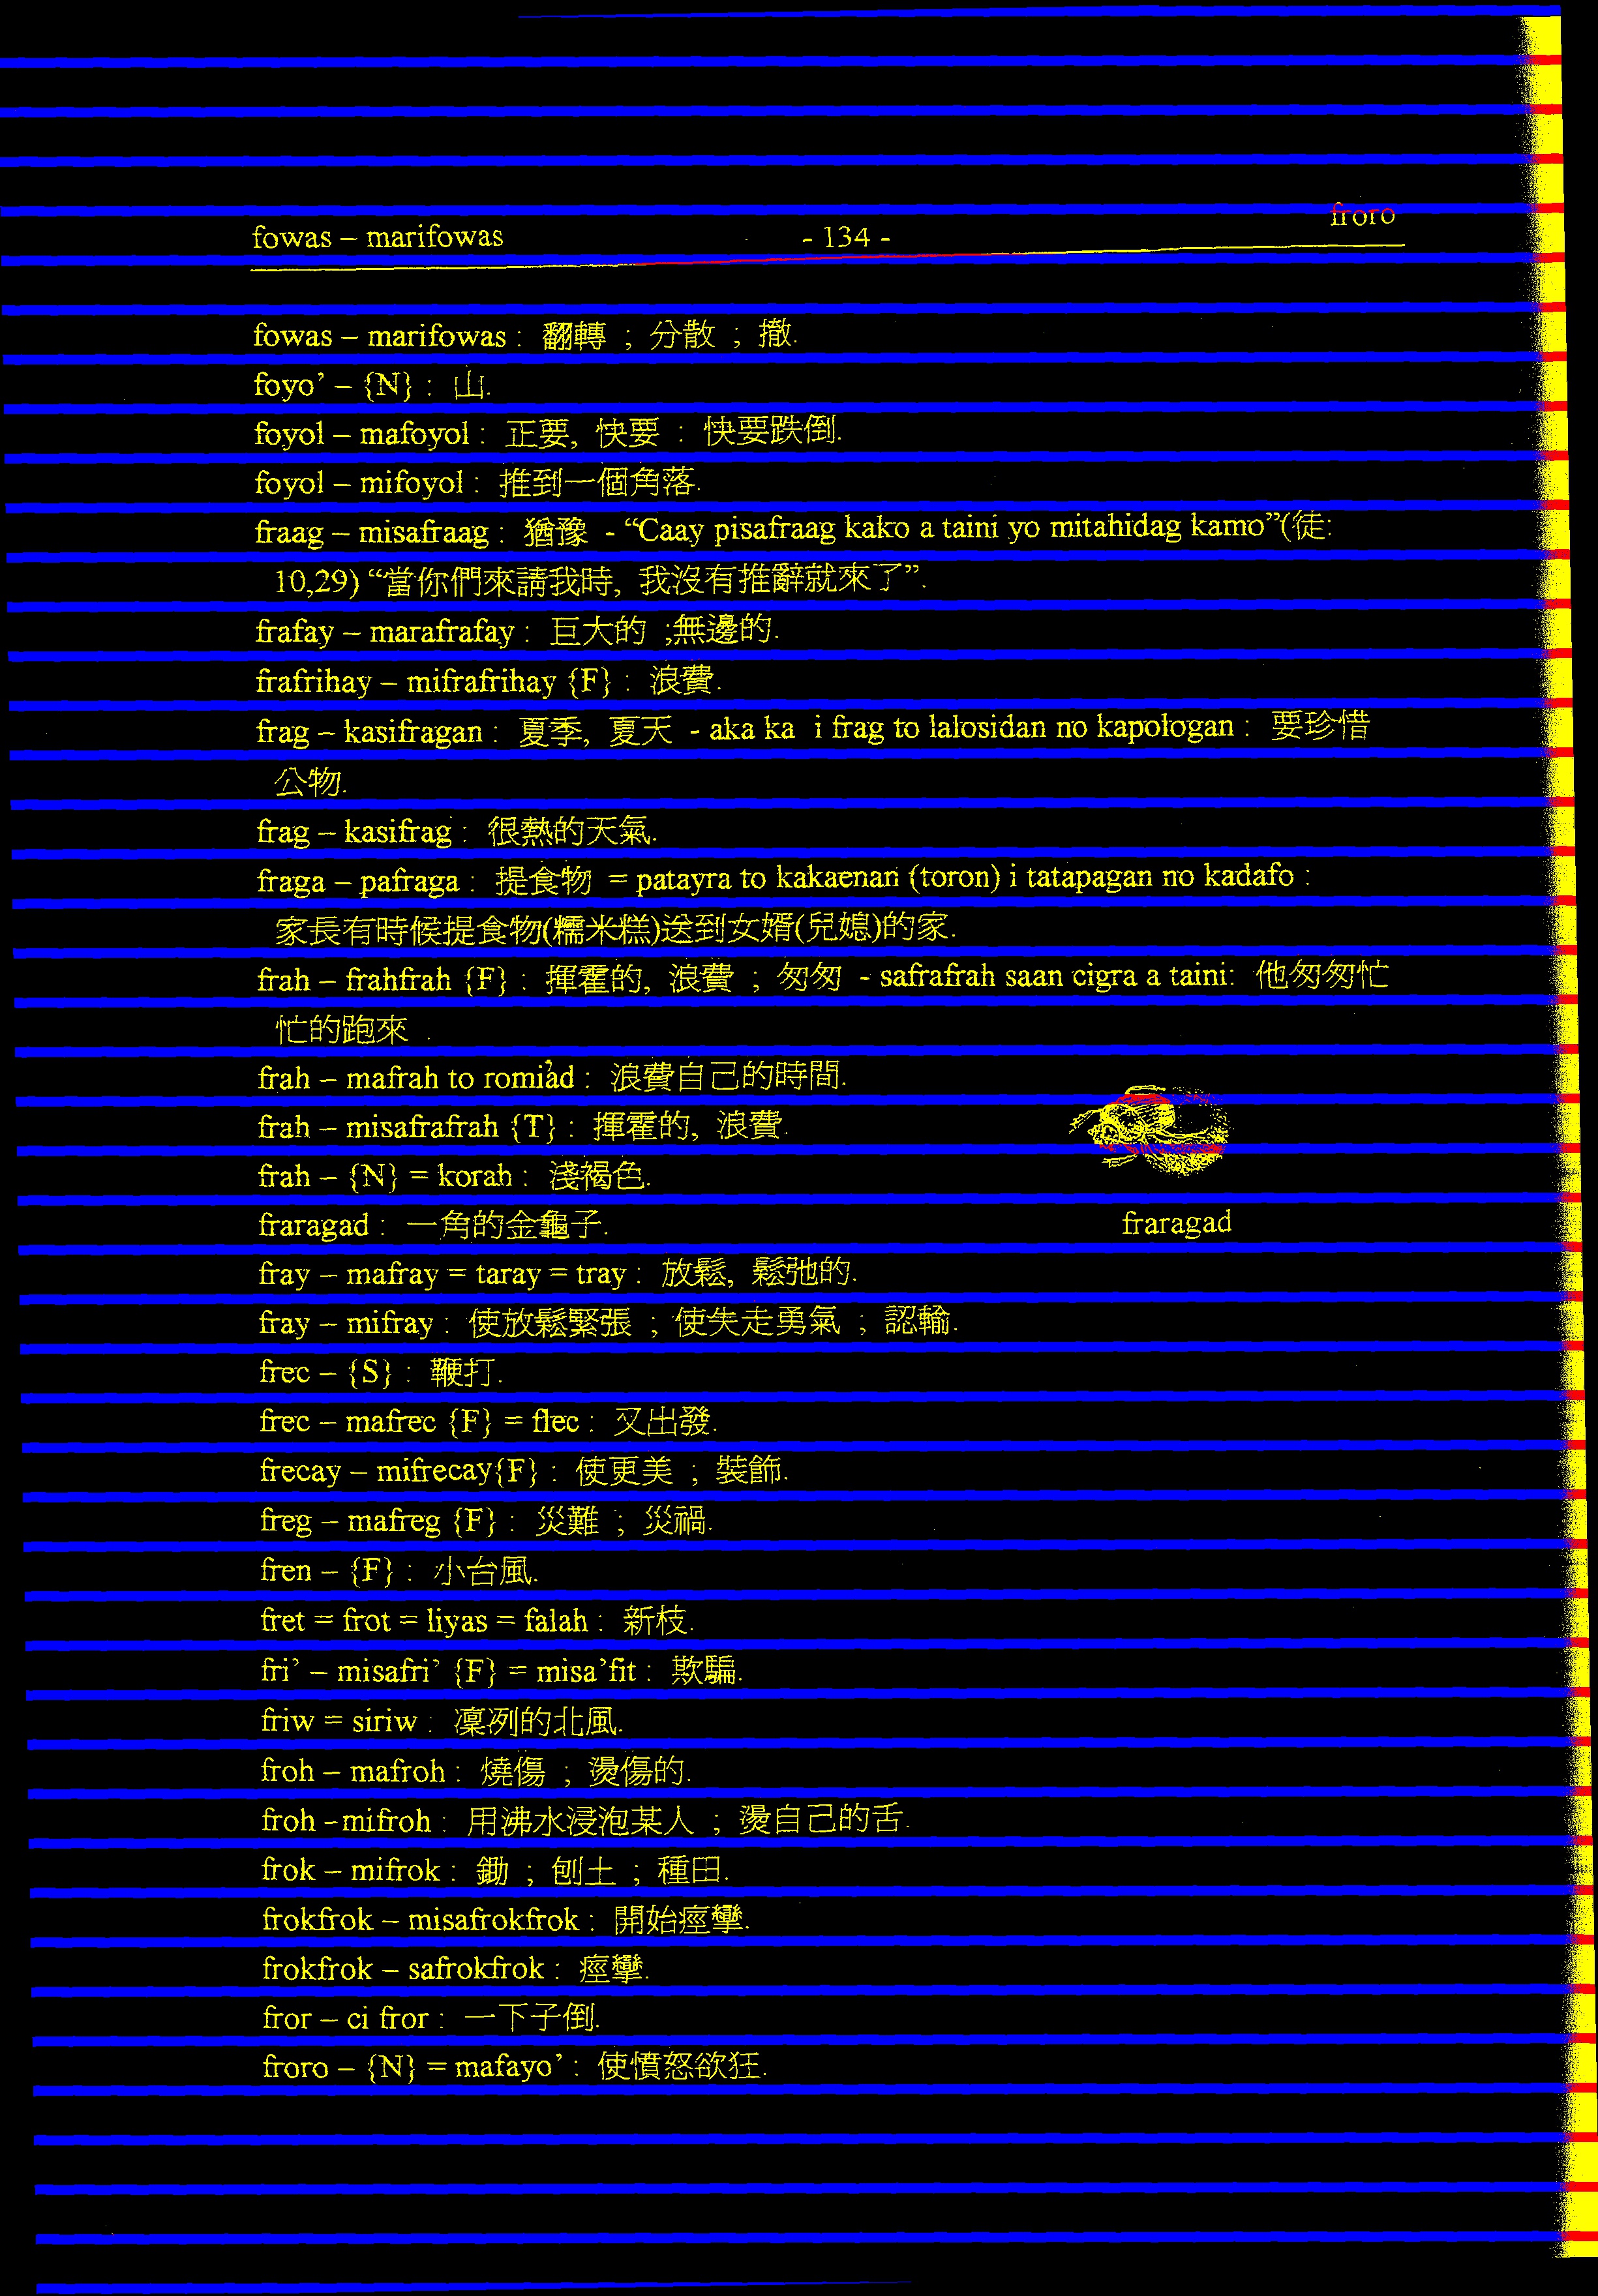 fowas – marifowas - 134 - froro
fowas – marifowas : 翻轉 ; 分散 ; 撤.
foyo’ – {N} : 山.
foyol – mafoyol : 正要, 快要 : 快要跌倒.
foyol – mifoyol : 推到一個角落.
fraag – misafraag : 猶豫 - “Caay pisafraag kako a taini yo mitahidag kamo”(徒:
10,29) “當你們來請我時, 我沒有推辭就來了”.
frafay – marafrafay : 巨大的 ;無邊的.
frafrihay – mifrafrihay {F} : 浪費.
frag – kasifragan : 夏季, 夏天 - aka ka i frag to lalosidan no kapologan : 要珍惜
公物.
frag – kasifrag : 很熱的天氣.
fraga – pafraga : 提食物 = patayra to kakaenan (toron) i tatapagan no kadafo :
家長有時候提食物(糯米糕)送到女婿(兒媳)的家.
frah – frahfrah {F} : 揮霍的, 浪費 ; 匆匆 - safrafrah saan cigra a taini: 他匆匆忙
忙的跑來 .
frah – mafrah to romiad : 浪費自己的時間.
frah – misafrafrah {T} : 揮霍的, 浪費.
frah – {N} = korah : 淺褐色.
fraragad : 一角的金龜子. fraragad
fray – mafray = taray = tray : 放鬆, 鬆弛的.
fray – mifray : 使放鬆緊張 ; 使失走勇氣 ; 認輸.
frec – {S} : 鞭打.
frec – mafrec {F} = flec : 又出發.
frecay – mifrecay{F} : 使更美 ; 裝飾.
freg – mafreg {F} : 災難 ; 災禍.
fren – {F} : 小台風.
fret = frot = liyas = falah : 新枝.
fri’ – misafri’ {F} = misa’fit : 欺騙.
friw = siriw : 凜冽的北風.
froh – mafroh : 燒傷 ; 燙傷的.
froh -mifroh : 用沸水浸泡某人 ; 燙自己的舌.
frok – mifrok : 鋤 ; 刨土 ; 種田.
frokfrok – misafrokfrok : 開始痙攣.
frokfrok – safrokfrok : 痙攣.
fror – ci fror : 一下子倒.
froro – {N} = mafayo’ : 使憤怒欲狂.